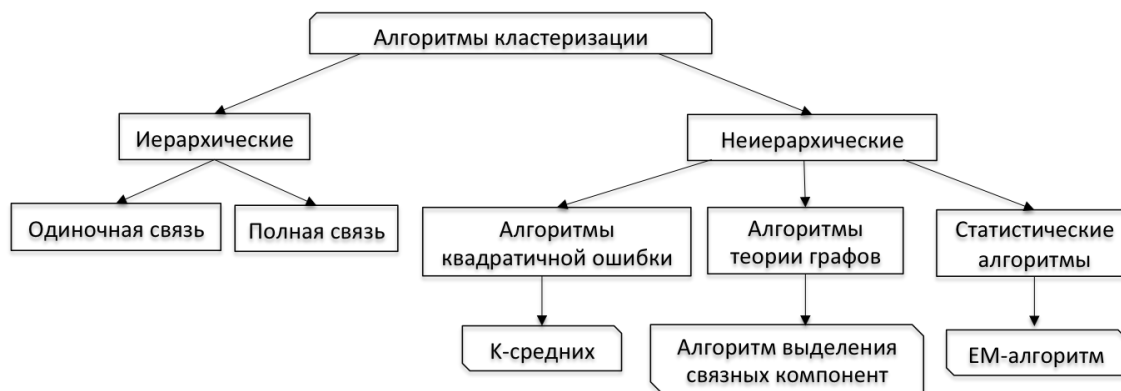 Алгоритмы кластеризации
Иерархические
Неиерархические
Одиночная связь
Полная связь
Алгоритмы
квадратичной ошибки
Алгоритмы
теории графов
Статистические
алгоритмы
К-средних
Алгоритм выделения
связных компонент
ЕМ-алгоритм